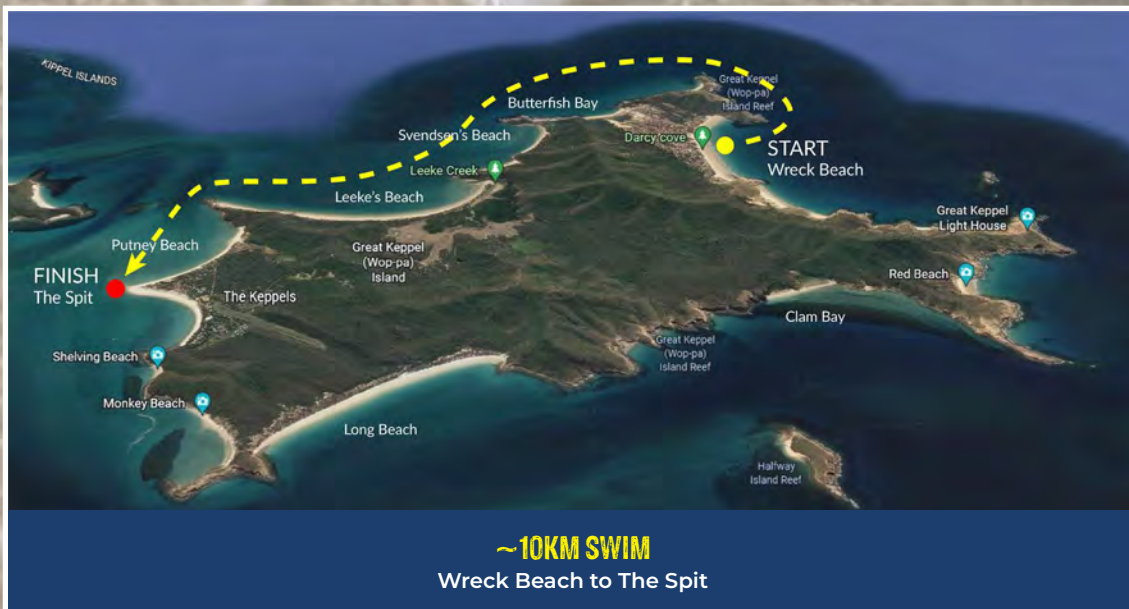 KIPPEL ISLANDS
Great Keppel
(Wop-pa)
Island Reef
Butterfish Bay
Svendsen's Beach
Darcy cove
START
Wreck Beach
Leeke Creek
Leeke's Beach
Great Keppel
Light House
Putney Beach
Great Keppel
(Wop-pa)
Island
FINISH
The Spit
Red Beach
The Keppels
Clam Bay
Great Keppel
(Wop-pa)
Island Reef
Shelving Beach
Monkey Beach
Long Beach
Halfway
Island Reef
~10KM SWIM
Wreck Beach to The Spit